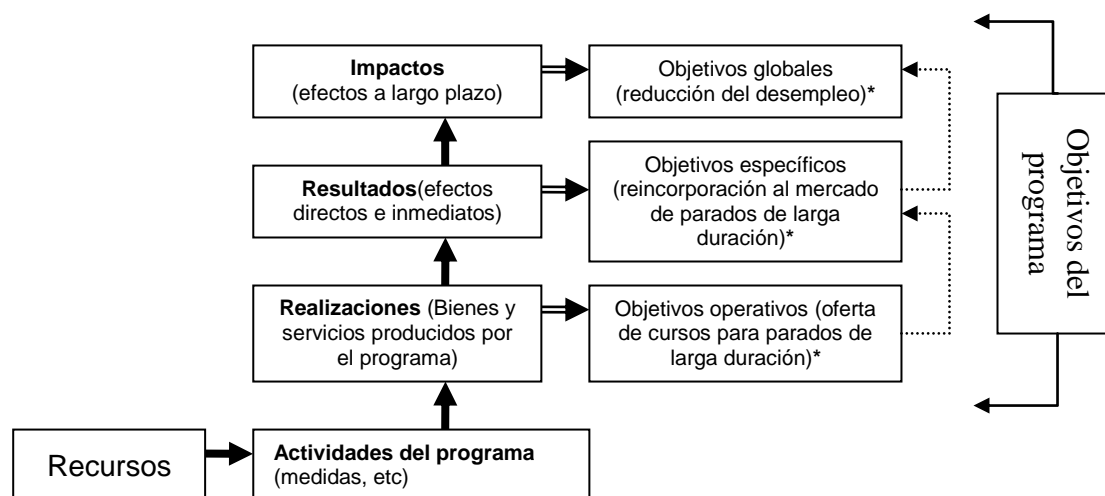 Impactos
(efectos a largo plazo)
Objetivos globales
(reducción del desempleo)*
Resultados(efectos
directos e inmediatos)
Objetivos específicos
(reincorporación al mercado
de parados de larga
duración)*
Realizaciones (Bienes y
servicios producidos por
el programa)
Objetivos operativos (oferta
de cursos para parados de
larga duración)*
Recursos
Actividades del programa
(medidas, etc)
Objetivos del
programa